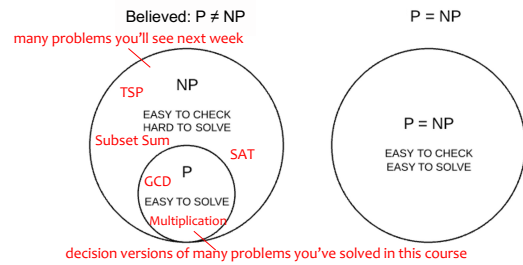 Believed: P ≠ NP
P = NP
many problems you'll see next week
NP
TSP
EASY TO CHECK
HARD TO SOLVE
Subset Sum
SAT
P
GCD
EASY TO SOLVE
Multiplication
decision versions of many problems you've solved in this course
P = NP
EASY TO CHECK
EASY TO SOLVE